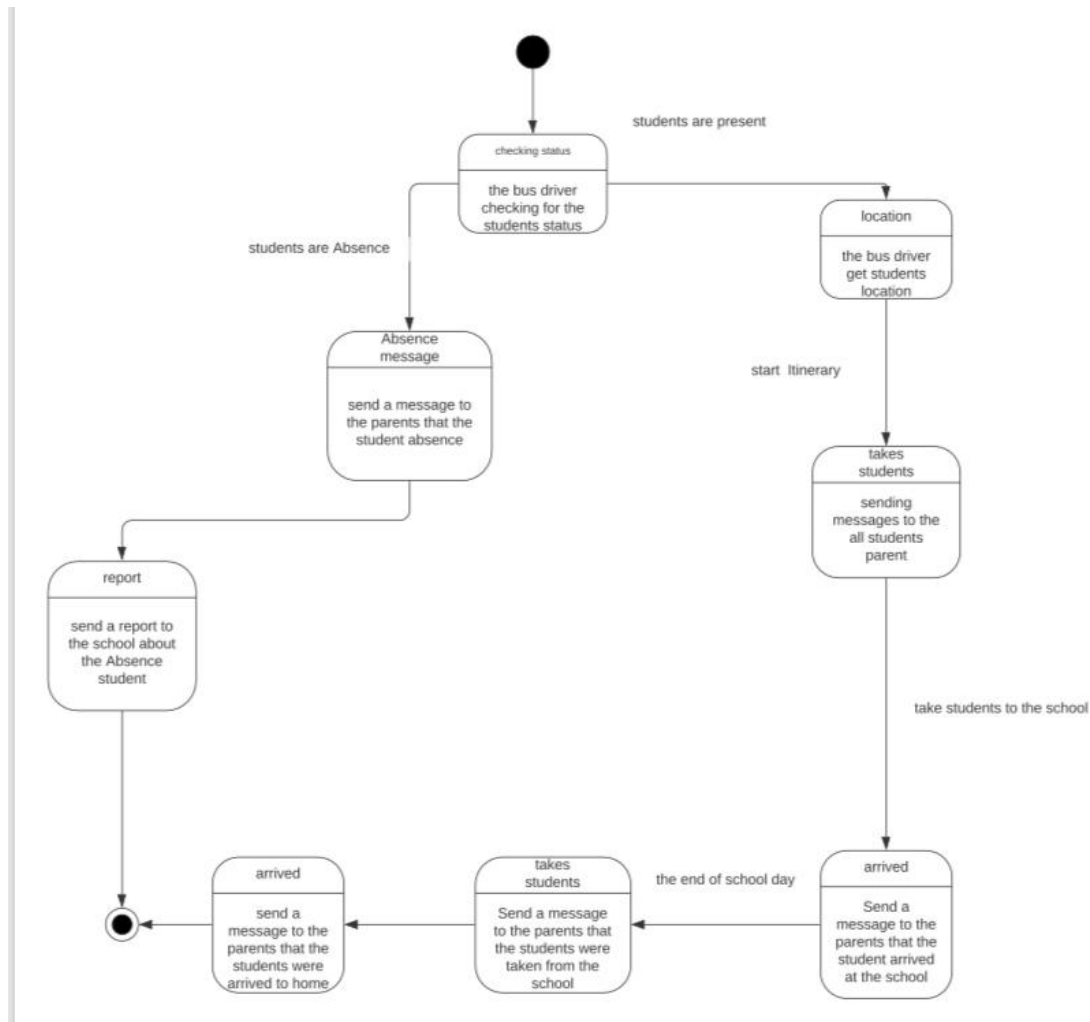 students are present
checking status
the bus driver
checking for the
students status
location
the bus driver
get students
location
students are Absence
Absence
message
send a message to
the parents that the
student absence
start Itinerary
takes
students
sending
messages to the
all students
parent
report
send a report to
the school about
the Absence
student
take students to the school
arrived
send a
message to the
parents that the
students were
arrived to home
takes
students
Send a message
to the parents that
the students were
taken from the
school
the end of school day
arrived
Send a
message to the
parents that the
student arrived
at the school